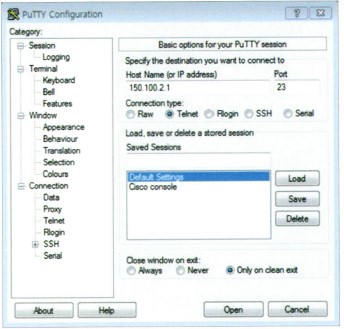 PuTTY Configuration
Category:
Session
Logging
Terminal
Keyboard
Bell
Features
Window
Appearance
Behaviour
Translation
Selection
Colours
Connection
Data
Proxy
Telnet
Rlogin
SSH
Serial
Basic options for your PuTTY session
Specify the destination you want to connect to
Host Name (or IP address) Port
150.100.2.1 23
Connection type:
Raw Telnet Rlogin SSH Serial
Load, save or delete a stored session
Saved Sessions
Default Settings
Cisco console
Load
Save
Delete
Close window on exit:
Always Never Only on clean exit
About Help Open Cancel